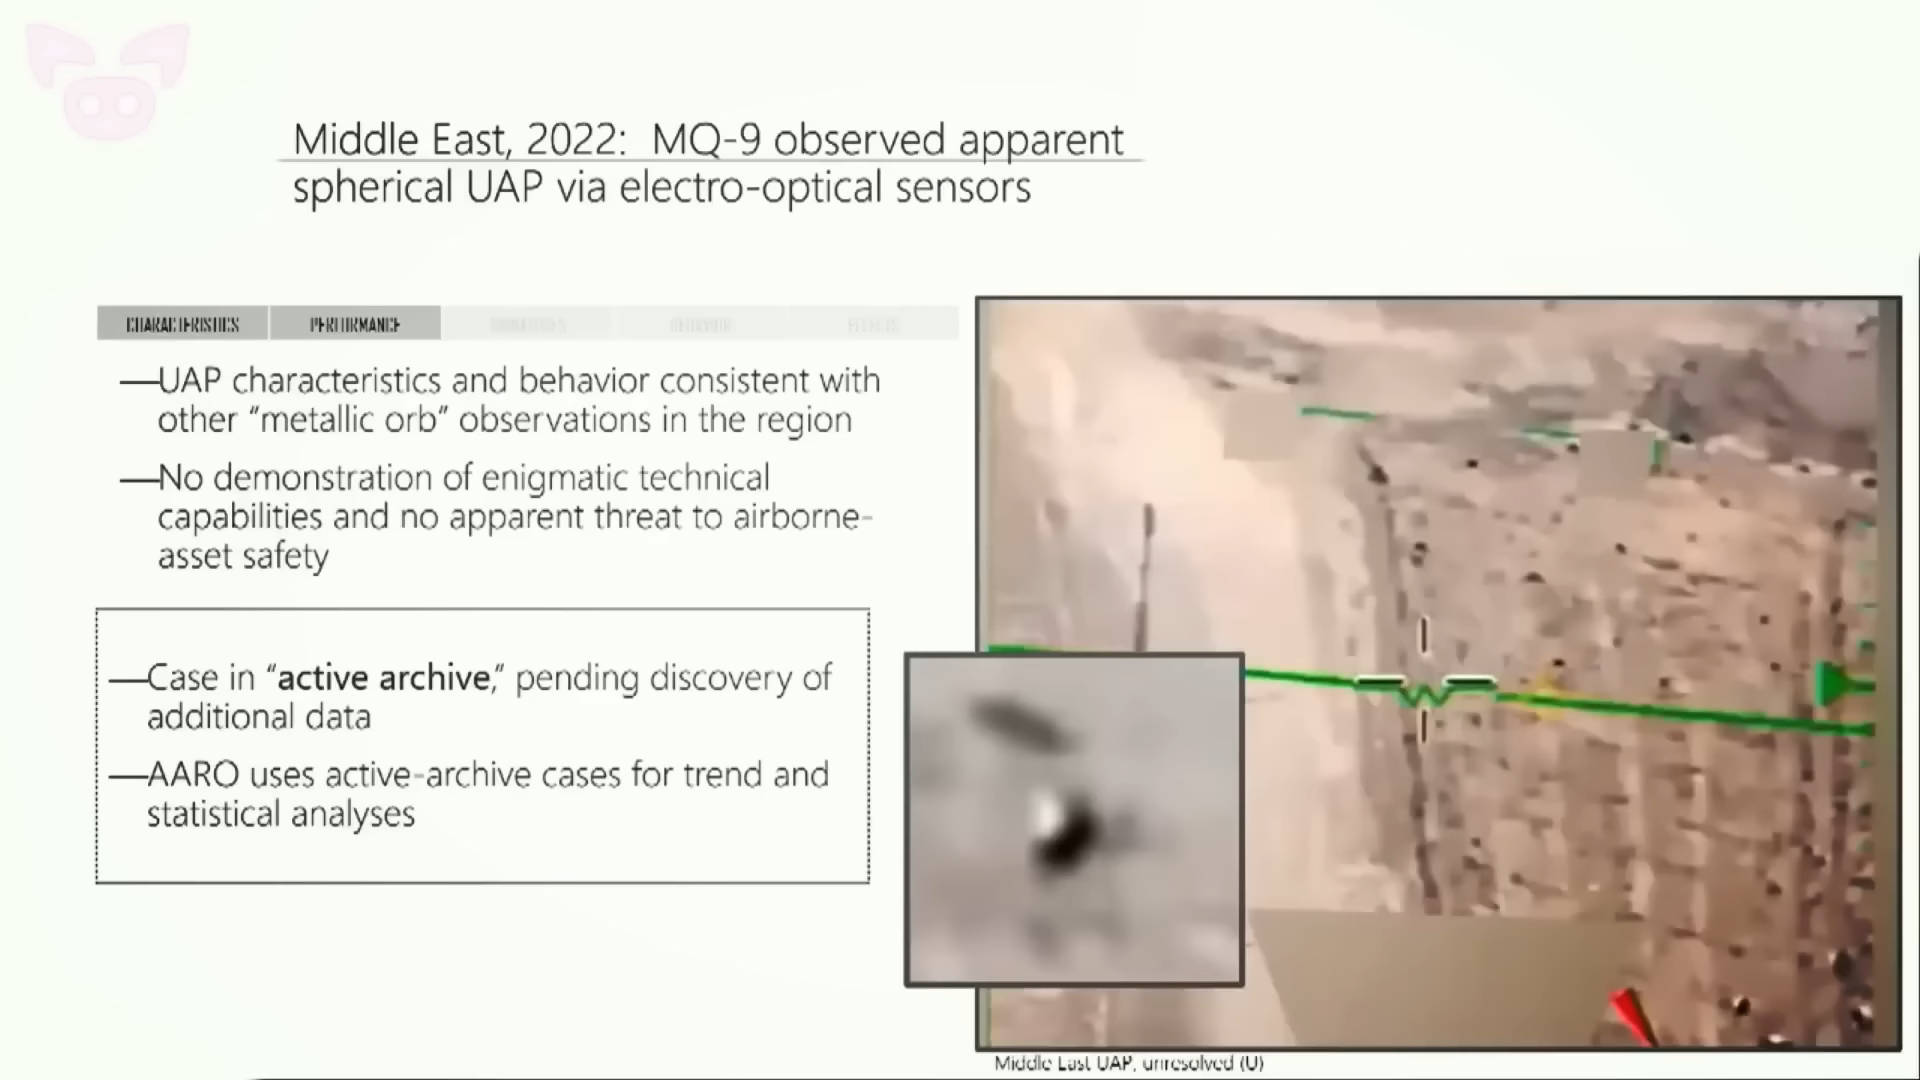 Middle East, 2022: MQ-9 observed apparent
spherical UAP via electro-optical sensors
CHARACTERISTICS PERFORMANCE SIGNATURES BEHAVIOR EFFECTS
—UAP characteristics and behavior consistent with
other “metallic orb” observations in the region
—No demonstration of enigmatic technical
capabilities and no apparent threat to airborne-
asset safety
—Case in “active archive,” pending discovery of
additional data
—AARO uses active-archive cases for trend and
statistical analyses
Middle East UAP, unresolved (U)